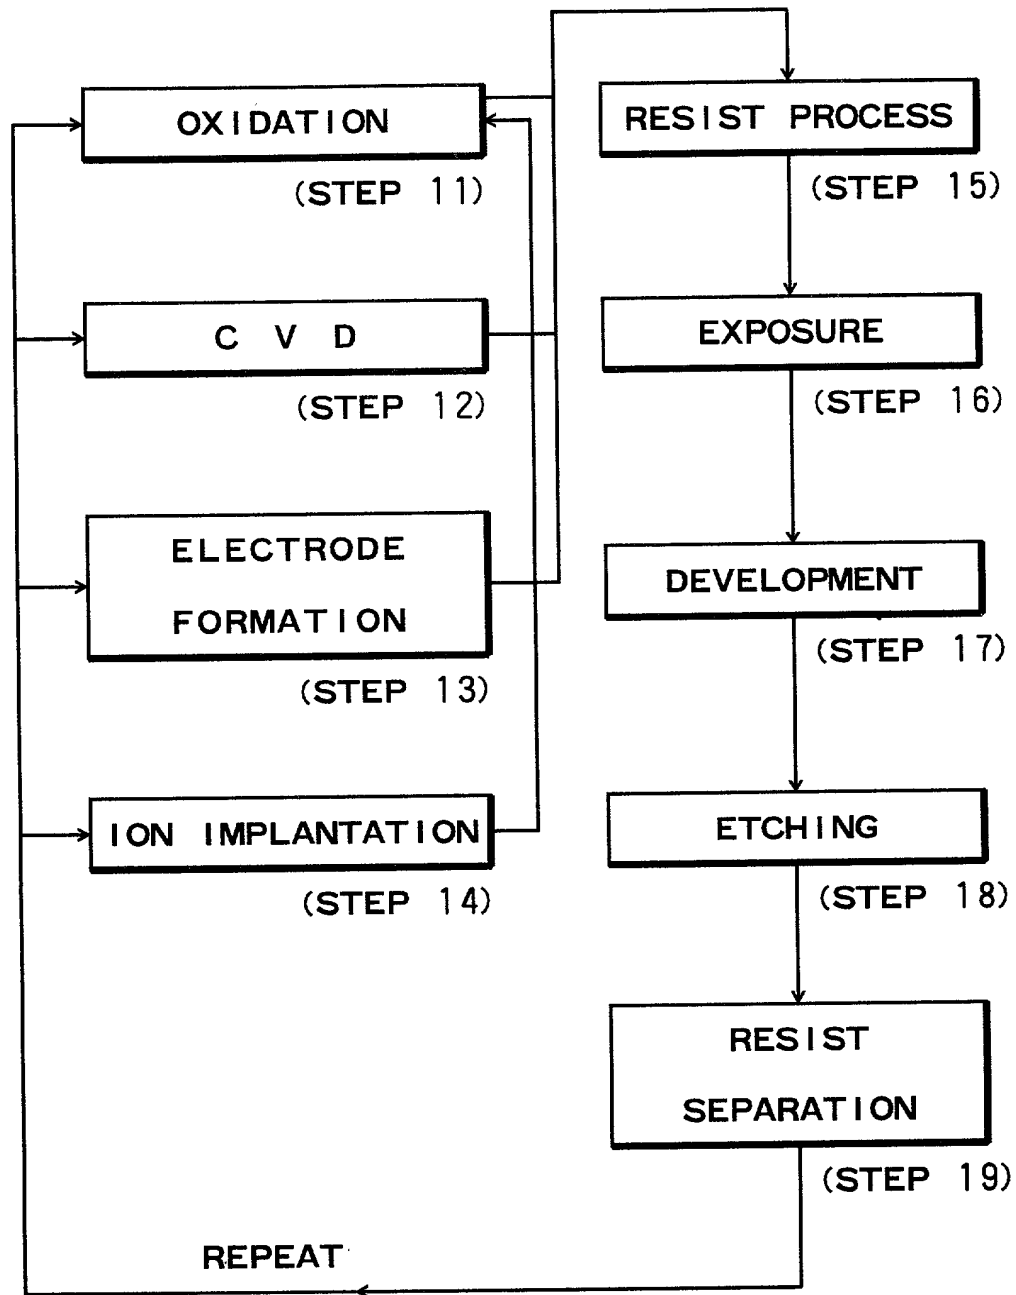 OXIDATION
(STEP 11)
CVD
(STEP 12)
ELECTRODE
FORMATION
(STEP 13)
ION IMPLANTATION
(STEP 14)
RESIST PROCESS
(STEP 15)
EXPOSURE
(STEP 16)
DEVELOPMENT
(STEP 17)
ETCHING
(STEP 18)
RESIST
SEPARATION
(STEP 19)
REPEAT